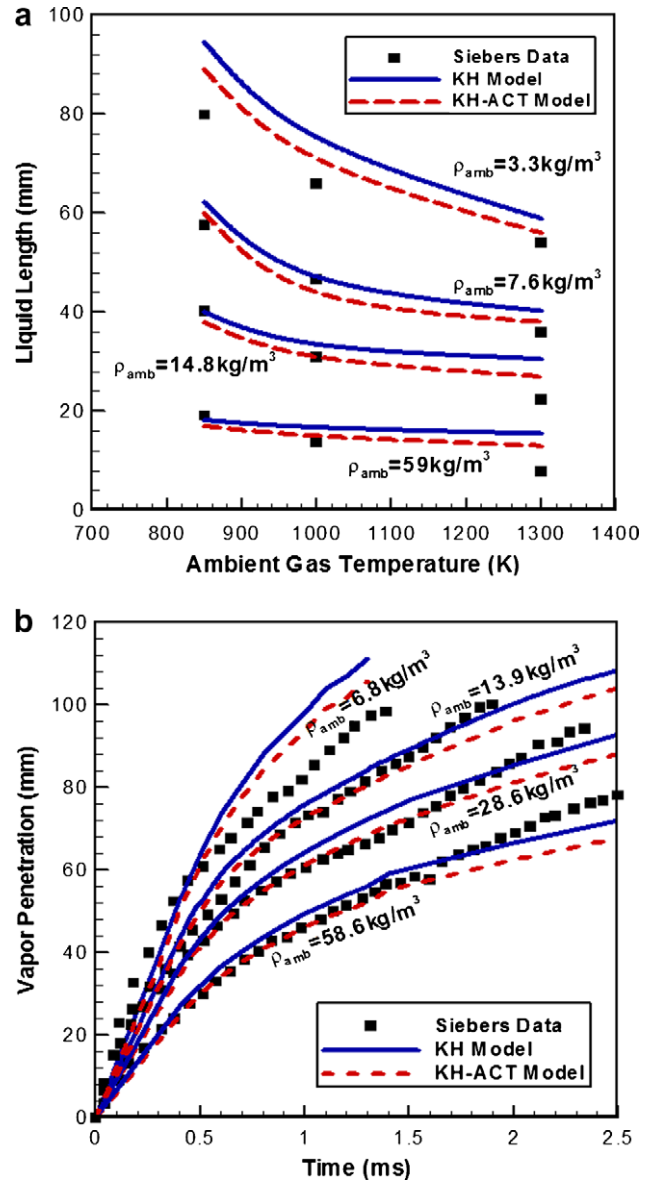 a
100
80
60
40
20
0
Liquid Length (mm)
Siebers Data
KH Model
KH-ACT Model
ρamb=3.3kg/m³
ρamb=7.6kg/m³
ρamb=14.8kg/m³
ρamb=59kg/m³
700 800 900 1000 1100 1200 1300 1400
Ambient Gas Temperature (K)
b
120
100
80
60
40
20
0
Vapor Penetration (mm)
ρamb=6.8kg/m³
ρamb=13.9kg/m³
ρamb=28.6kg/m³
ρamb=58.6kg/m³
Siebers Data
KH Model
KH-ACT Model
0 0.5 1 1.5 2 2.5
Time (ms)